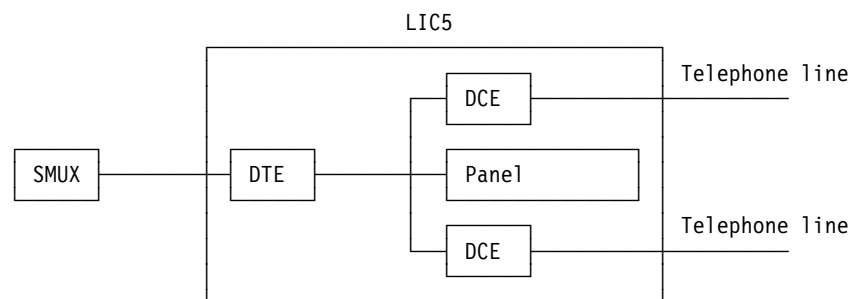 LIC5
Telephone line
DCE
SMUX
DTE
Panel
Telephone line
DCE